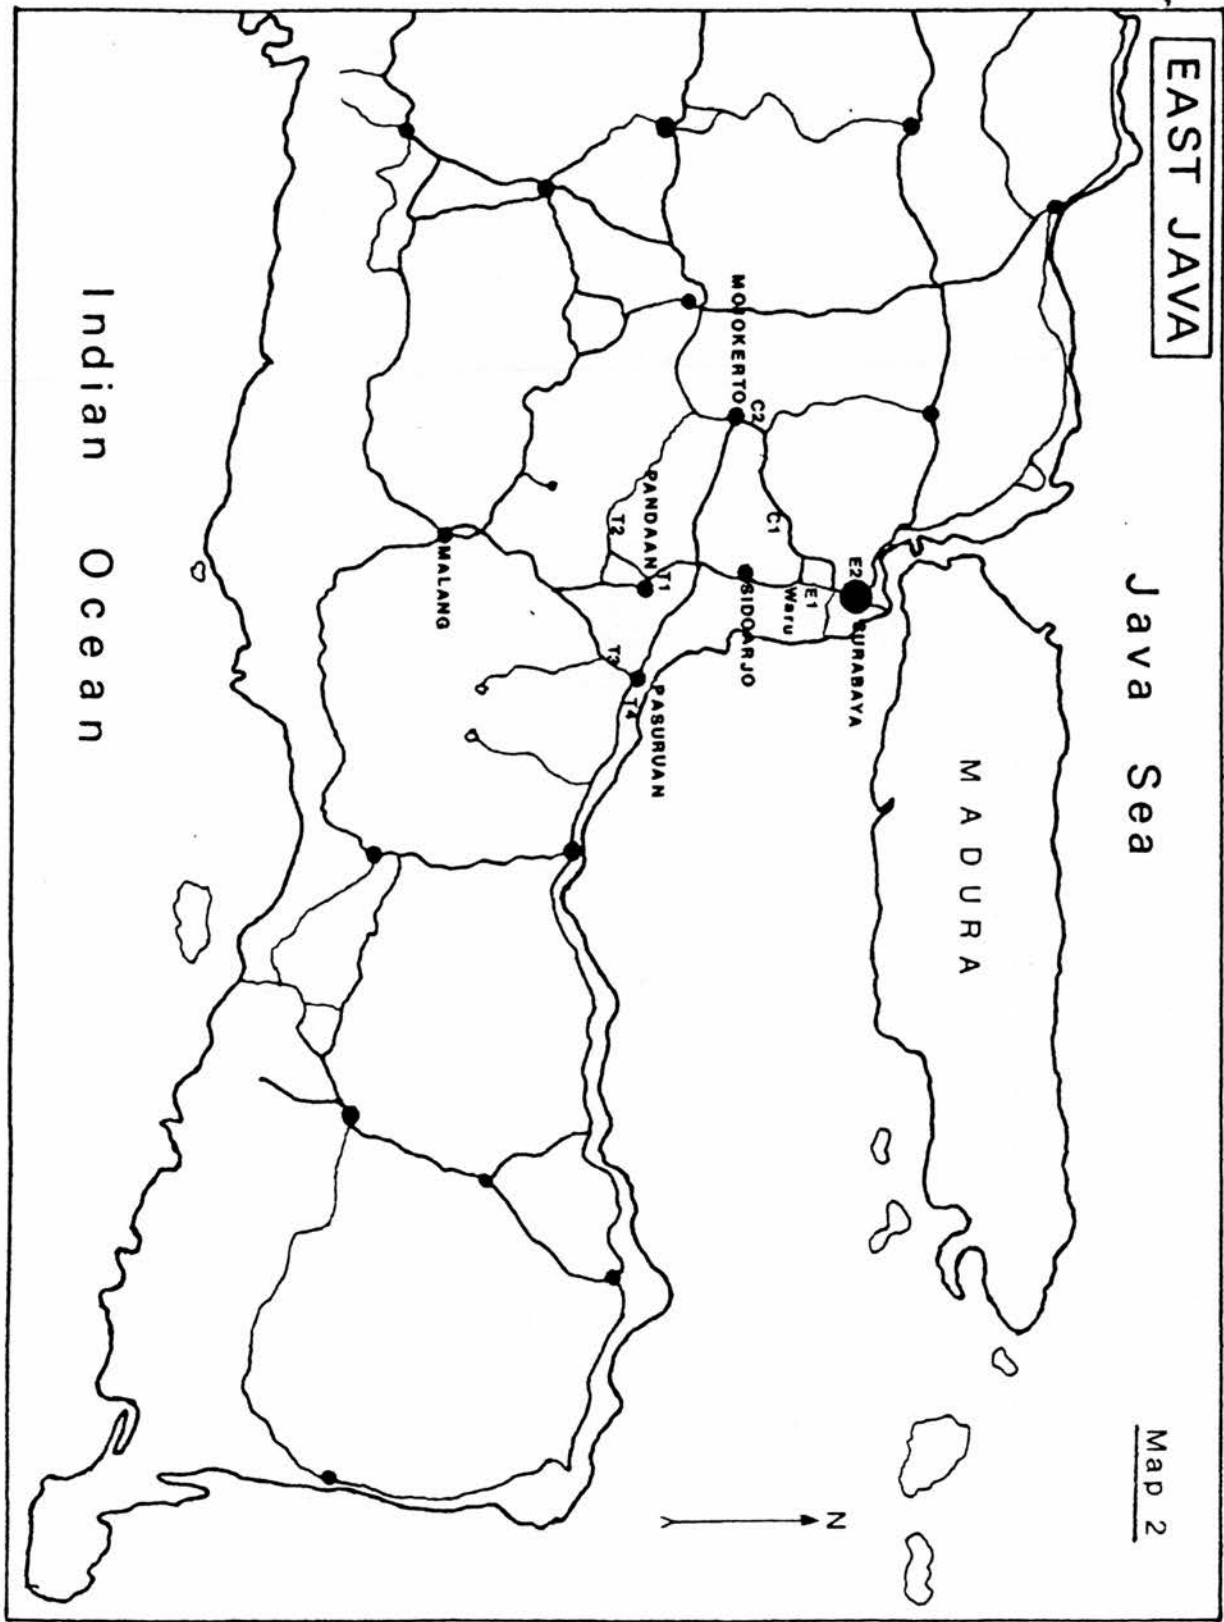 EAST JAVA
Map 2
Java Sea
MADURA
N
E2
SURABAYA
E1
Waru
C1
C2
MOJOKERTO
SIDOARJO
PANDAAN
T1
T2
T3
T4
PASURUAN
MALANG
Indian Ocean